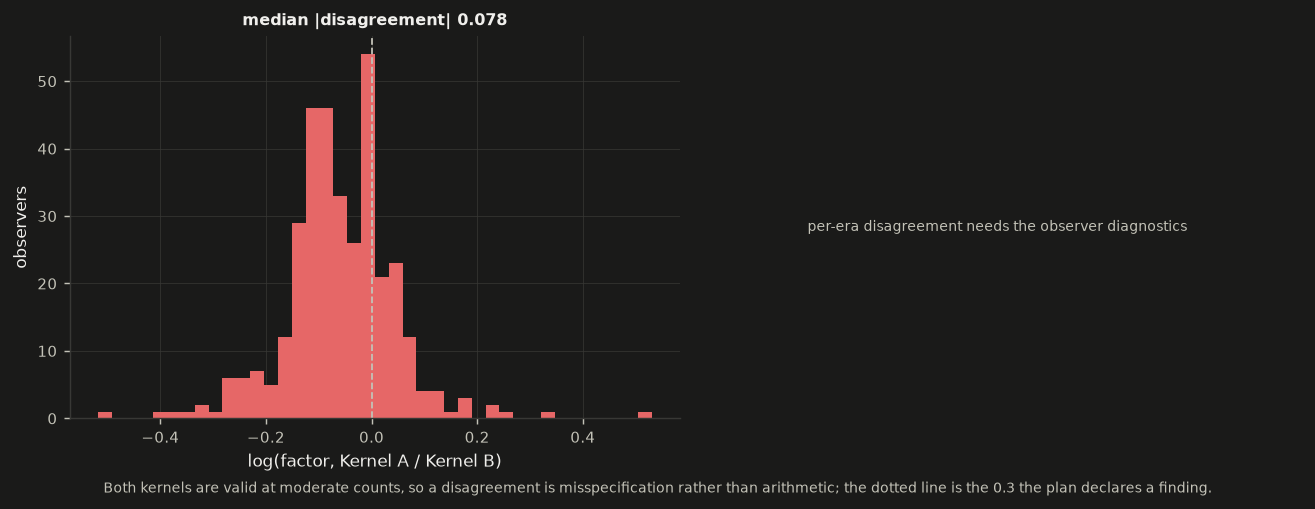 median |disagreement| 0.078
50
40
30
20
10
0
observers
−0.4
−0.2
0.0
0.2
0.4
log(factor, Kernel A / Kernel B)
per-era disagreement needs the observer diagnostics
Both kernels are valid at moderate counts, so a disagreement is misspecification rather than arithmetic; the dotted line is the 0.3 the plan declares a finding.